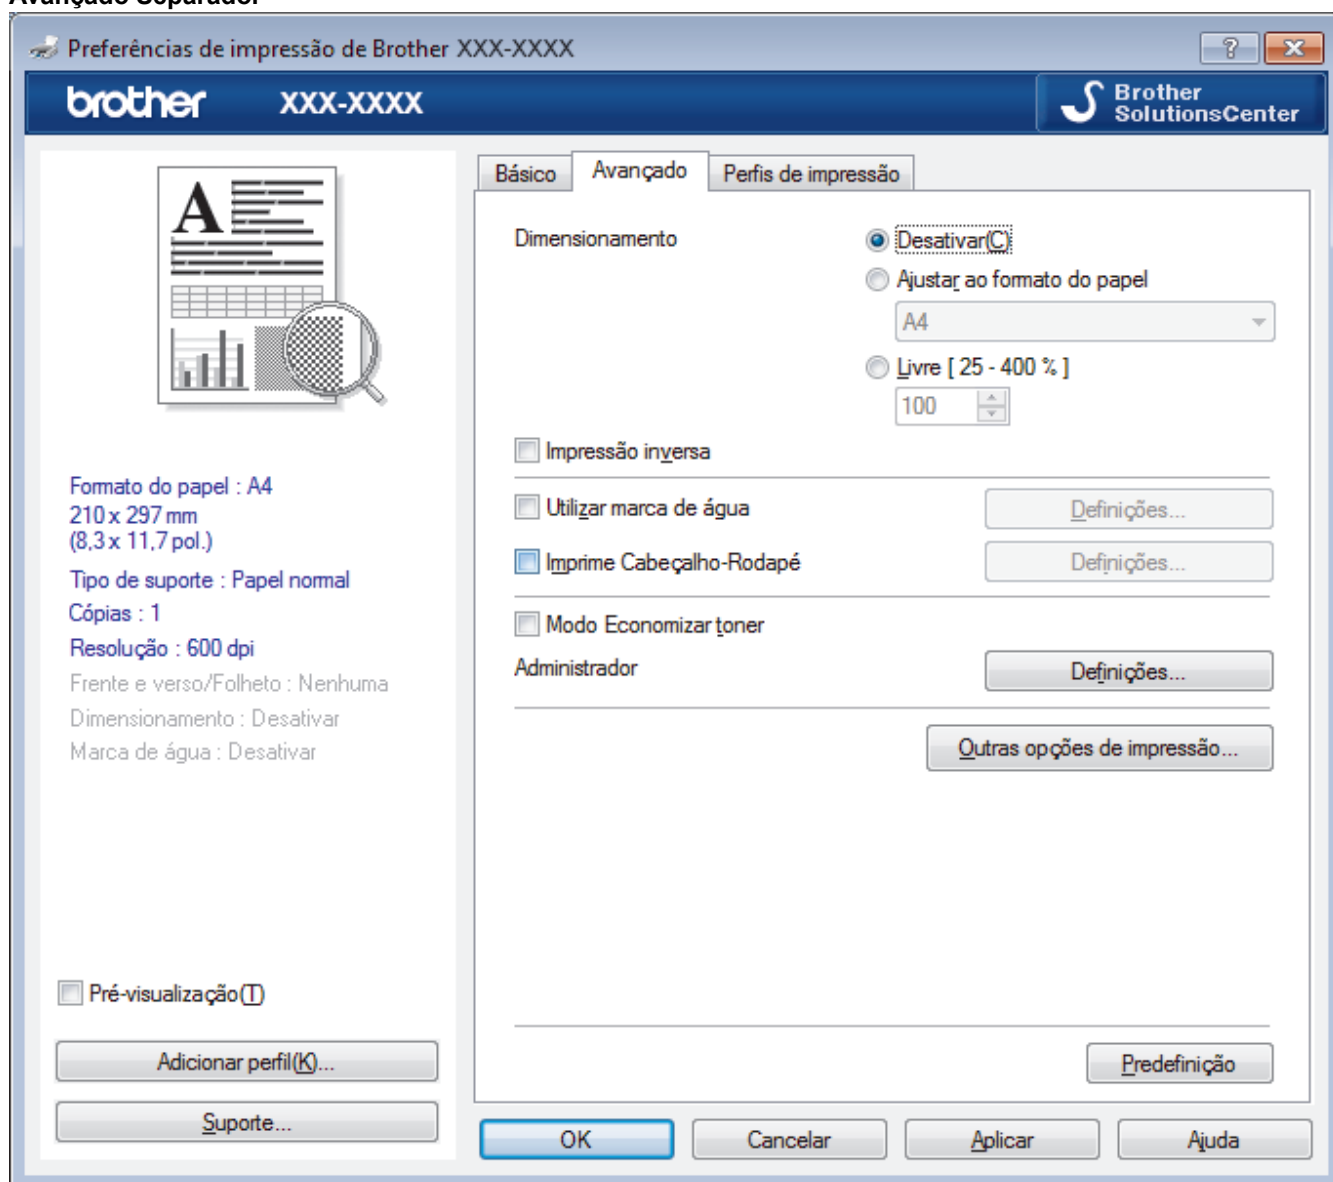 Avançado Separador
Preferências de impressão de Brother XXX-XXXX
brother XXX-XXXX
Brother
SolutionsCenter
A
Formato do papel : A4
210 x 297 mm
(8,3 x 11,7 pol.)
Tipo de suporte : Papel normal
Cópias : 1
Resolução : 600 dpi
Frente e verso/Folheto : Nenhuma
Dimensionamento : Desativar
Marca de água : Desativar
Pré-visualização(T)
Adicionar perfil(K)...
Suporte...
Básico Avançado Perfis de impressão
Dimensionamento Desativar(C)
Ajustar ao formato do papel
A4
Livre [ 25 - 400 % ]
100
Impressão inversa
Utilizar marca de água Definições...
Imprime Cabeçalho-Rodapé Definições...
Modo Economizar toner
Administrador Definições...
Outras opções de impressão...
Predefinição
OK Cancelar Aplicar Ajuda